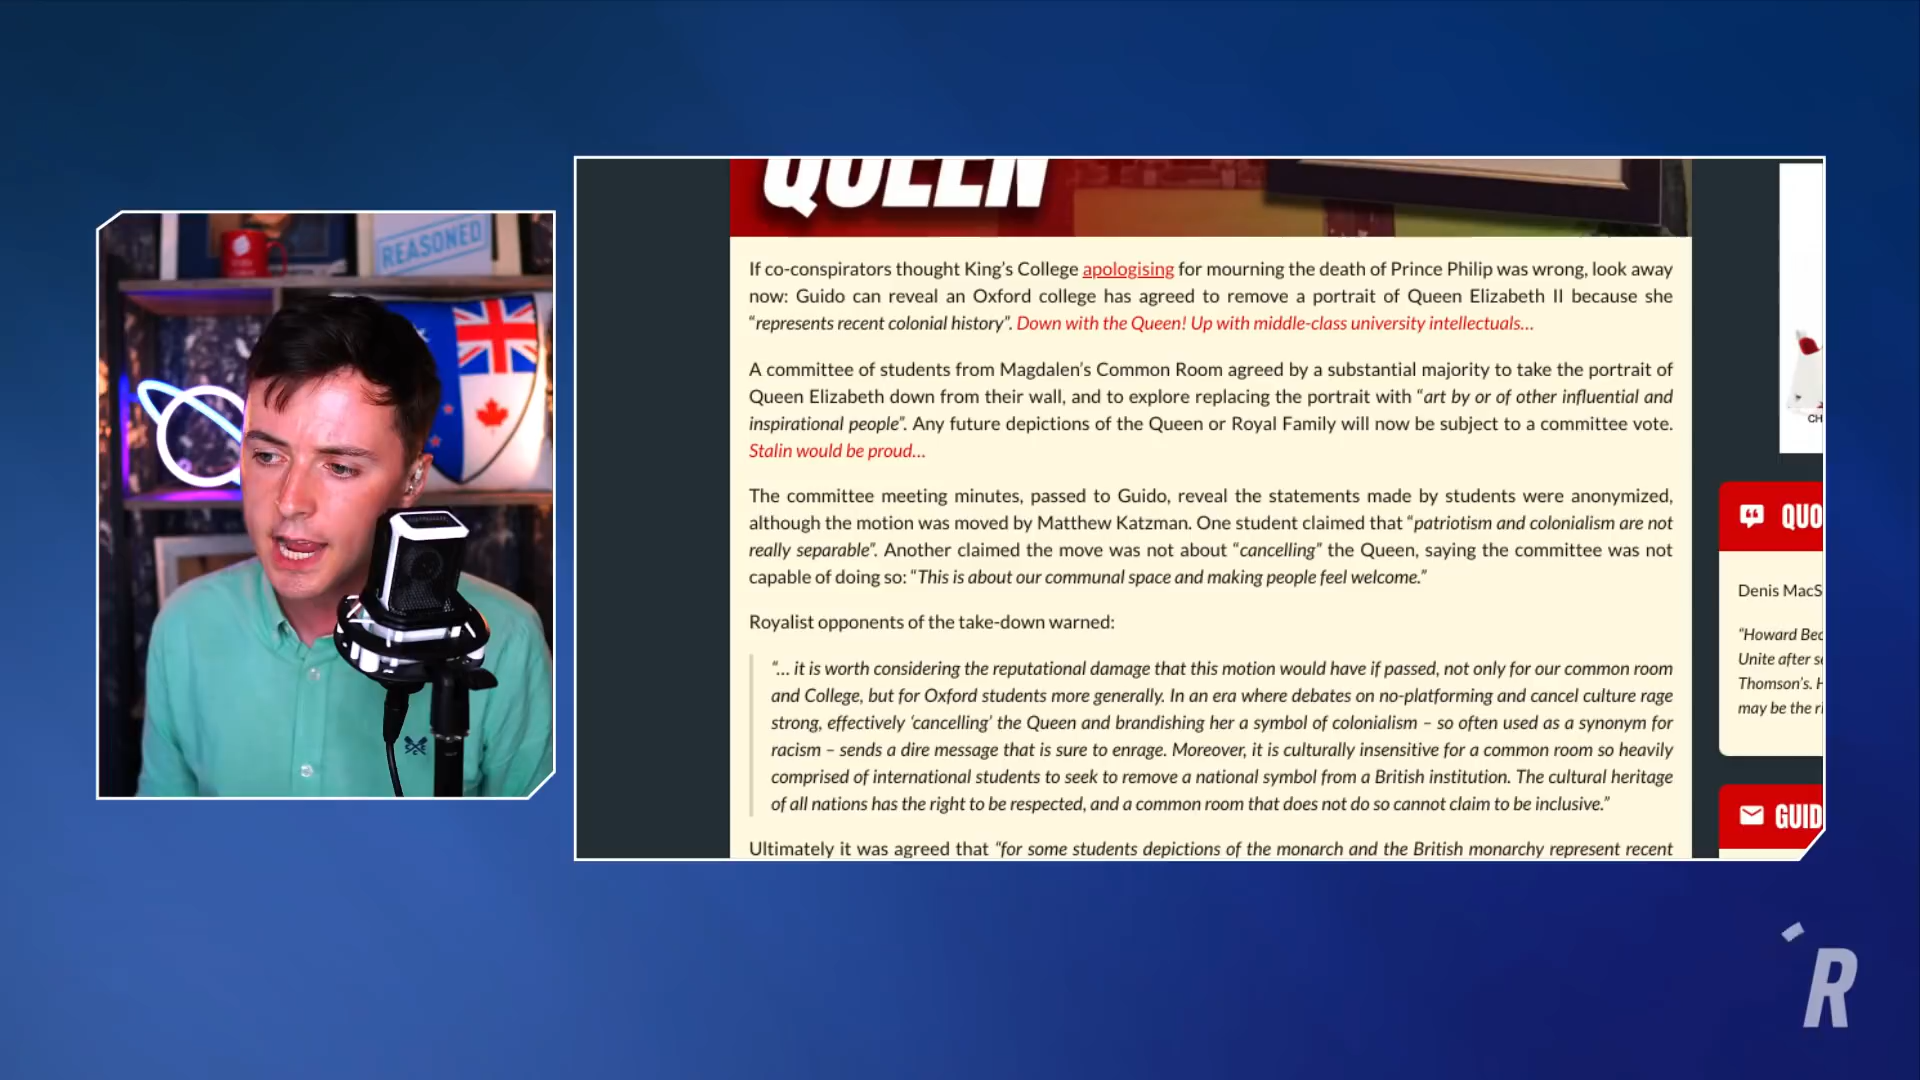 REASONED
QUEEN
If co-conspirators thought King’s College apologising for mourning the death of Prince Philip was wrong, look away
now: Guido can reveal an Oxford college has agreed to remove a portrait of Queen Elizabeth II because she
“represents recent colonial history”. Down with the Queen! Up with middle-class university intellectuals…
A committee of students from Magdalen’s Common Room agreed by a substantial majority to take the portrait of
Queen Elizabeth down from their wall, and to explore replacing the portrait with “art by or of other influential and
inspirational people”. Any future depictions of the Queen or Royal Family will now be subject to a committee vote.
Stalin would be proud…
The committee meeting minutes, passed to Guido, reveal the statements made by students were anonymized,
although the motion was moved by Matthew Katzman. One student claimed that “patriotism and colonialism are not
really separable”. Another claimed the move was not about “cancelling” the Queen, saying the committee was not
capable of doing so: “This is about our communal space and making people feel welcome.”
Royalist opponents of the take-down warned:
“… it is worth considering the reputational damage that this motion would have if passed, not only for our common room
and College, but for Oxford students more generally. In an era where debates on no-platforming and cancel culture rage
strong, effectively ‘cancelling’ the Queen and brandishing her a symbol of colonialism – so often used as a synonym for
racism – sends a dire message that is sure to enrage. Moreover, it is culturally insensitive for a common room so heavily
comprised of international students to seek to remove a national symbol from a British institution. The cultural heritage
of all nations has the right to be respected, and a common room that does not do so cannot claim to be inclusive.”
Ultimately it was agreed that “for some students depictions of the monarch and the British monarchy represent recent
CH
QUO
Denis MacS
“Howard Bec
Unite after s
Thomson’s. H
may be the r
GUID
R